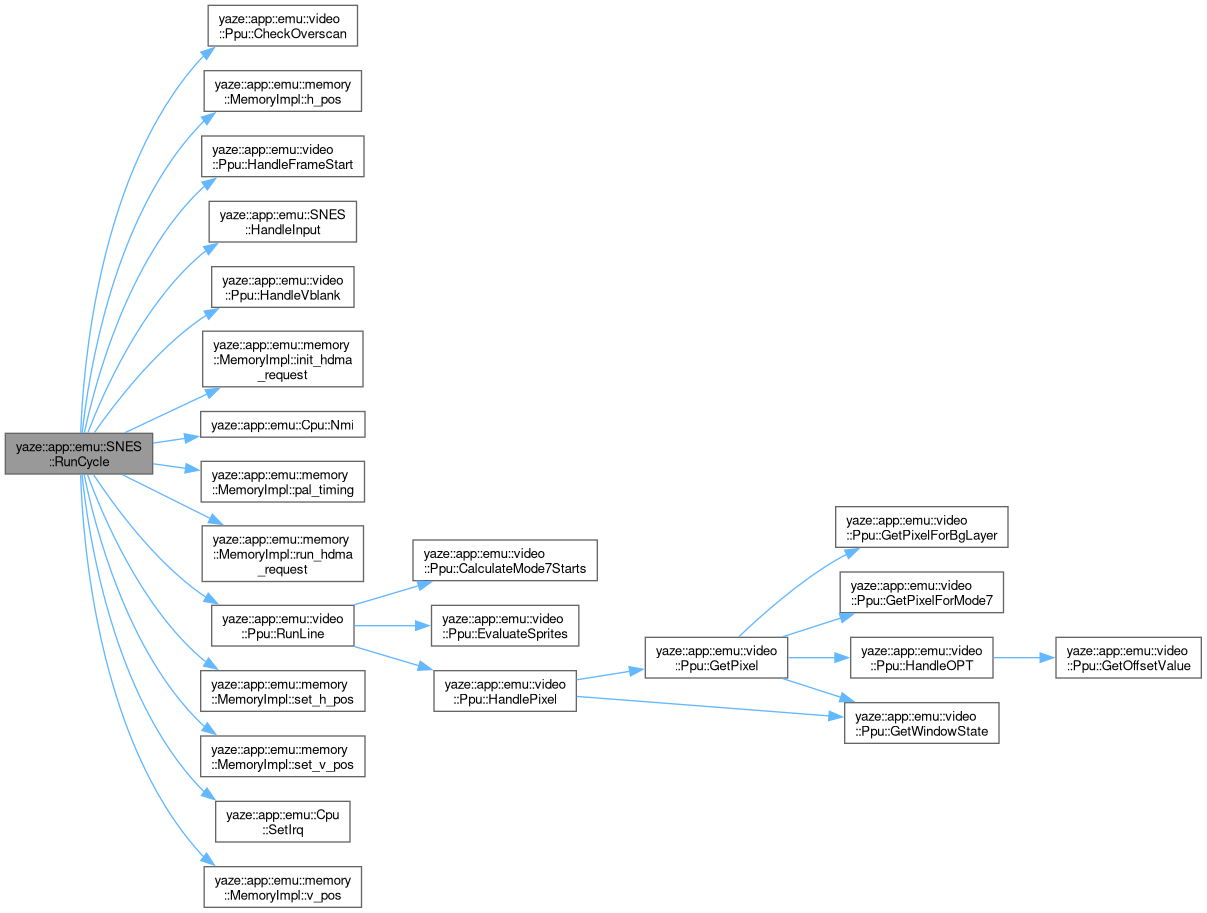 yaze::app::emu::video
::Ppu::CheckOverscan
yaze::app::emu::memory
::MemoryImpl::h_pos
yaze::app::emu::video
::Ppu::HandleFrameStart
yaze::app::emu::SNES
::HandleInput
yaze::app::emu::video
::Ppu::HandleVblank
yaze::app::emu::memory
::MemoryImpl::init_hdma
_request
yaze::app::emu::Cpu::Nmi
yaze::app::emu::SNES
::RunCycle
yaze::app::emu::memory
::MemoryImpl::pal_timing
yaze::app::emu::memory
::MemoryImpl::run_hdma
_request
yaze::app::emu::video
::Ppu::RunLine
yaze::app::emu::memory
::MemoryImpl::set_h_pos
yaze::app::emu::memory
::MemoryImpl::set_v_pos
yaze::app::emu::Cpu
::SetIrq
yaze::app::emu::memory
::MemoryImpl::v_pos
yaze::app::emu::video
::Ppu::CalculateMode7Starts
yaze::app::emu::video
::Ppu::EvaluateSprites
yaze::app::emu::video
::Ppu::HandlePixel
yaze::app::emu::video
::Ppu::GetPixel
yaze::app::emu::video
::Ppu::GetPixelForBgLayer
yaze::app::emu::video
::Ppu::GetPixelForMode7
yaze::app::emu::video
::Ppu::HandleOPT
yaze::app::emu::video
::Ppu::GetWindowState
yaze::app::emu::video
::Ppu::GetOffsetValue